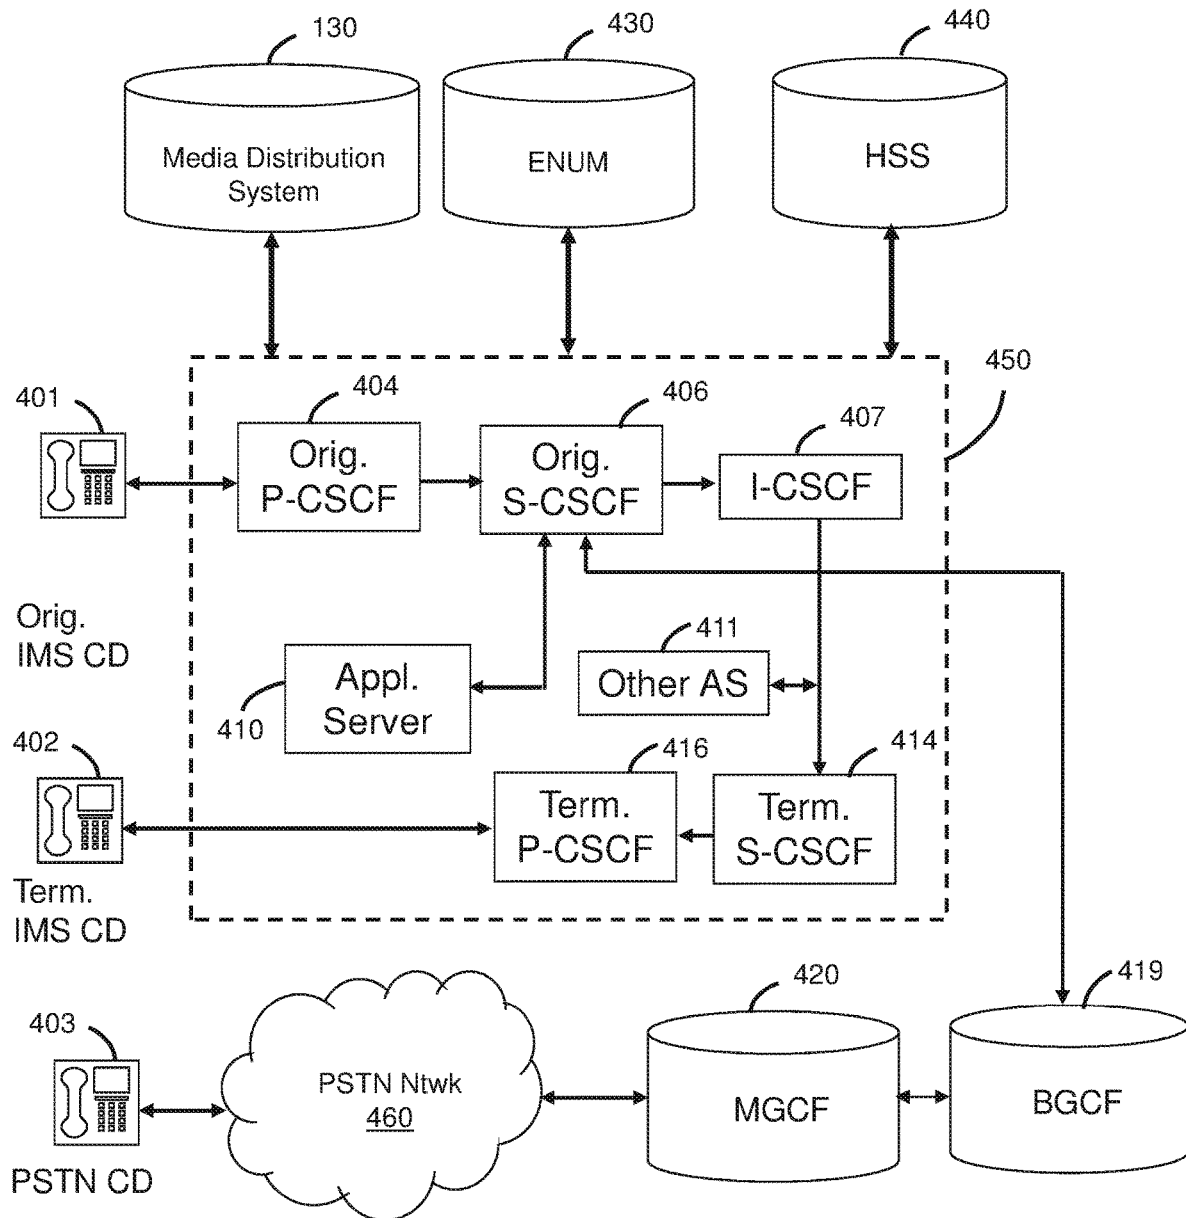 130
430
440
Media Distribution
System
ENUM
HSS
450
401
404
406
407
Orig.
P-CSCF
Orig.
S-CSCF
I-CSCF
Orig.
IMS CD
411
Appl.
Server
Other AS
410
402
416
414
Term.
P-CSCF
Term.
S-CSCF
Term.
IMS CD
420
419
403
PSTN Ntwk
460
MGCF
BGCF
PSTN CD